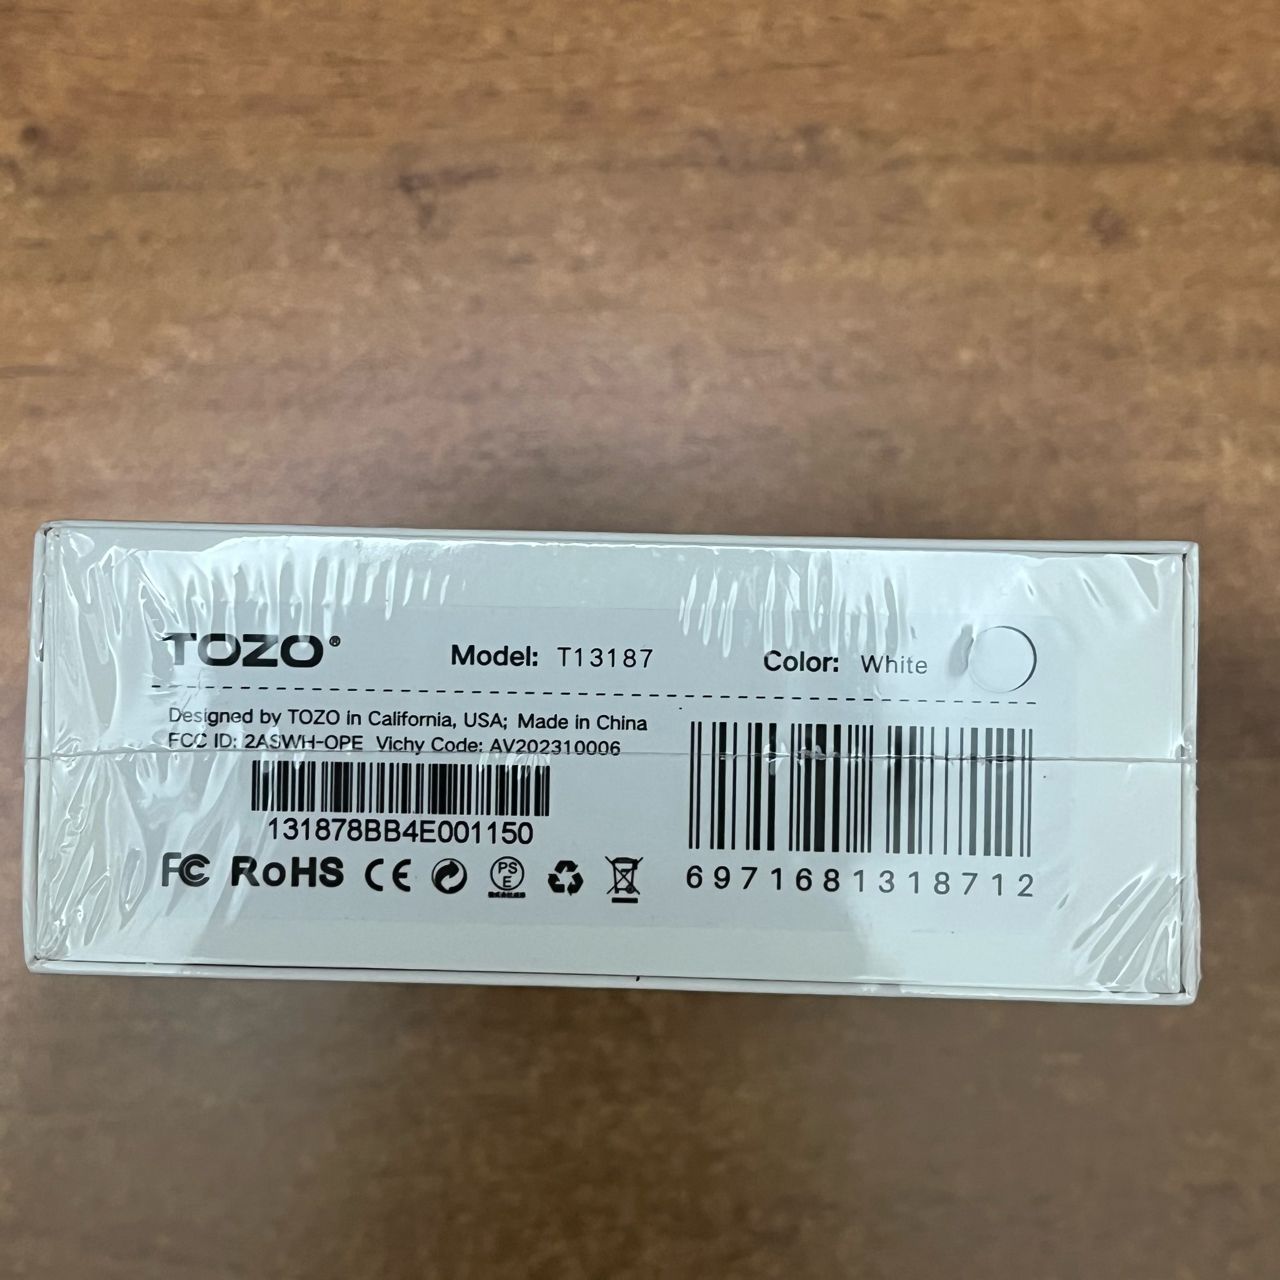 TOZO®
Model: T13187
Color: White
Designed by TOZO in California, USA; Made in China
FCC ID: 2ASWH-OPE Vichy Code: AV202310006
131878BB4E001150
FC RoHS CE PSE
6971681318712